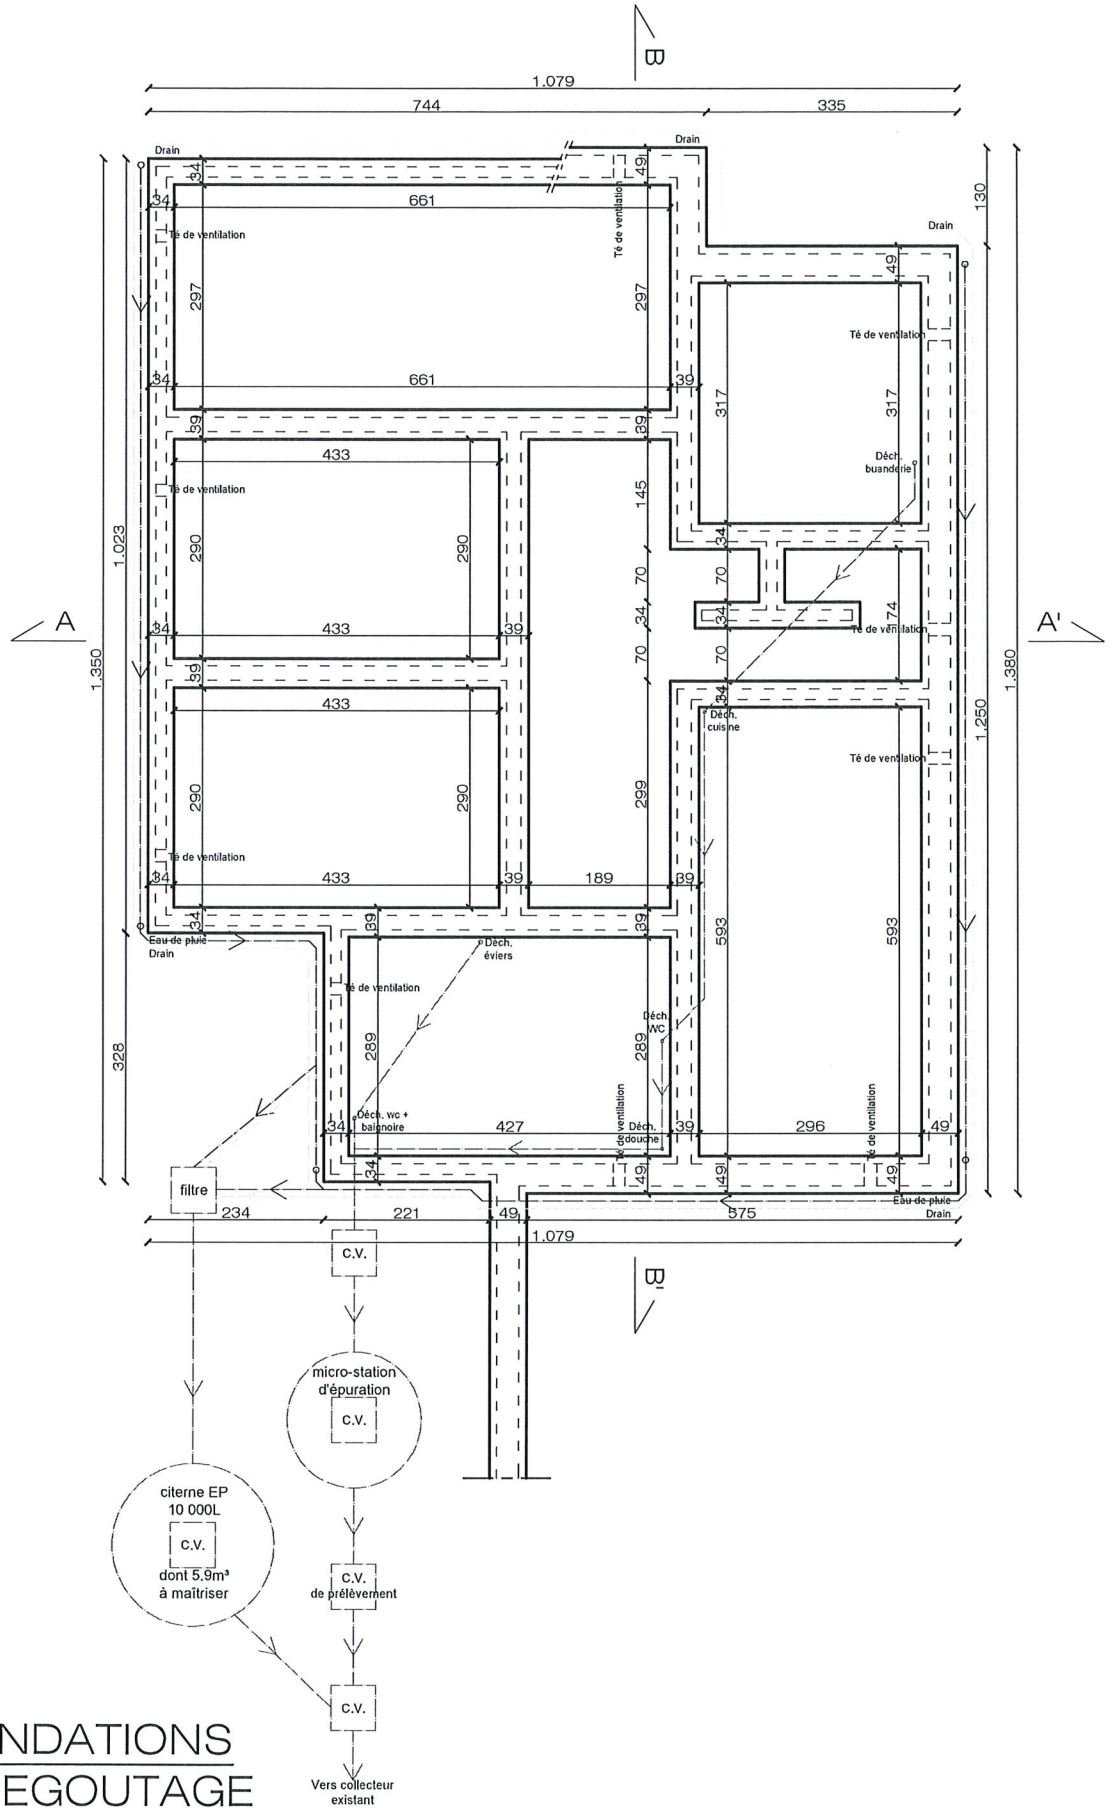 B
1.079
744
335
Drain
Drain
34
49
130
34
661
Té de ventilation
Té de ventilation
Drain
49
297
297
Té de ventilation
34
661
39
317
317
39
39
433
Déch.
buanderie
Té de ventilation
145
1.023
290
290
34
70
70
A
34
433
39
34
34
174
Té de ventilation
A'
1.350
39
70
70
1.380
34
433
Déch.
cuisine
1.250
Té de ventilation
290
290
299
Té de ventilation
34
433
39
189
39
34
39
39
593
593
Eau de pluie
Drain
Déch.
éviers
Té de ventilation
Déch.
WC
328
289
289
Té de ventilation
Té de ventilation
Déch. wc +
baignoire
34
427
Déch.
douche
39
296
49
34
49
49
49
filtre
Eau de pluie
Drain
234
221
49
575
1.079
C.V.
B'
micro-station
d'épuration
C.V.
citerne EP
10 000L
C.V.
dont 5,9m³
à maîtriser
C.V.
de prélèvement
C.V.
NDATIONS
EGOUTAGE
Vers collecteur
existant